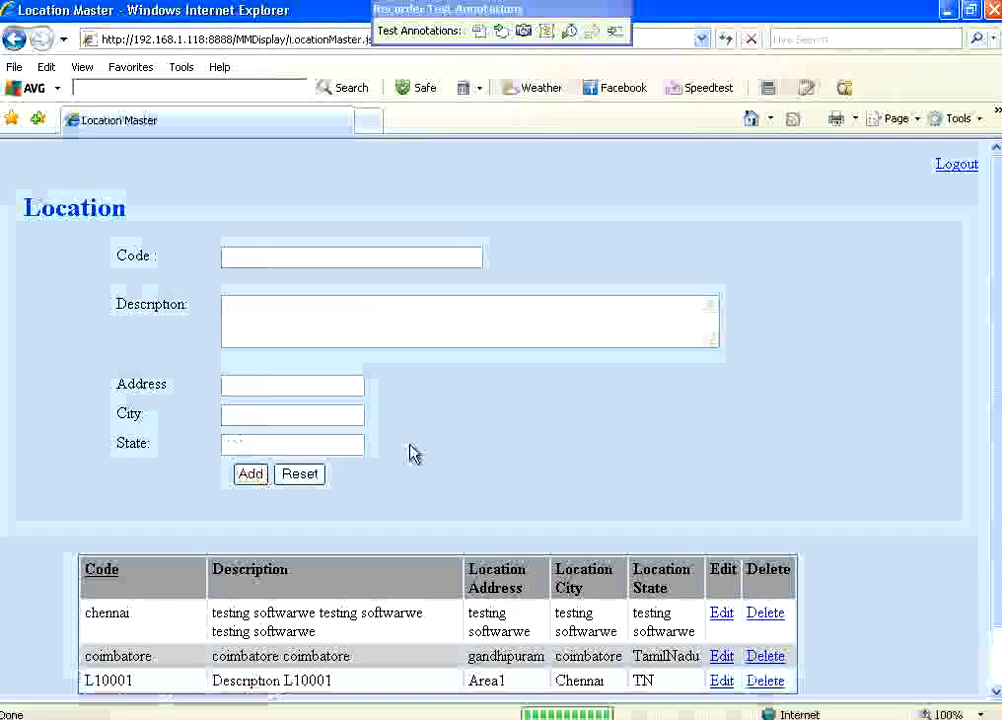 Location Master - Windows Internet Explorer
Recorder Test Annotations
Test Annotations:
http://192.168.1.118:8888/MMDisplay/LocationMaster.js
Live Search
File Edit View Favorites Tools Help
AVG Search Safe Weather Facebook Speedtest
Location Master Page Tools
Logout
Location
Code :
Description:
Address
City:
State:
Add Reset
Code Description Location Address Location City Location State Edit Delete
chennai testing softwarwe testing softwarwe testing softwarwe testing softwarwe testing softwarwe testing softwarwe Edit Delete
coimbatore coimbatore coimbatore gandhipuram coimbatore TamilNadu Edit Delete
L10001 Description L10001 Area1 Chennai TN Edit Delete
Done Internet 100%